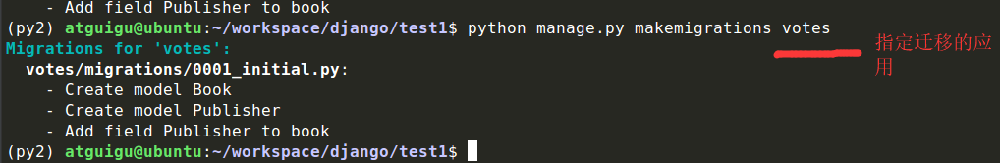 - Add field Publisher to book
(py2) atguigu@ubuntu:~/workspace/django/test1$ python manage.py makemigrations votes
Migrations for 'votes':
votes/migrations/0001_initial.py:
- Create model Book
- Create model Publisher
- Add field Publisher to book
(py2) atguigu@ubuntu:~/workspace/django/test1$
指定迁移的应
用